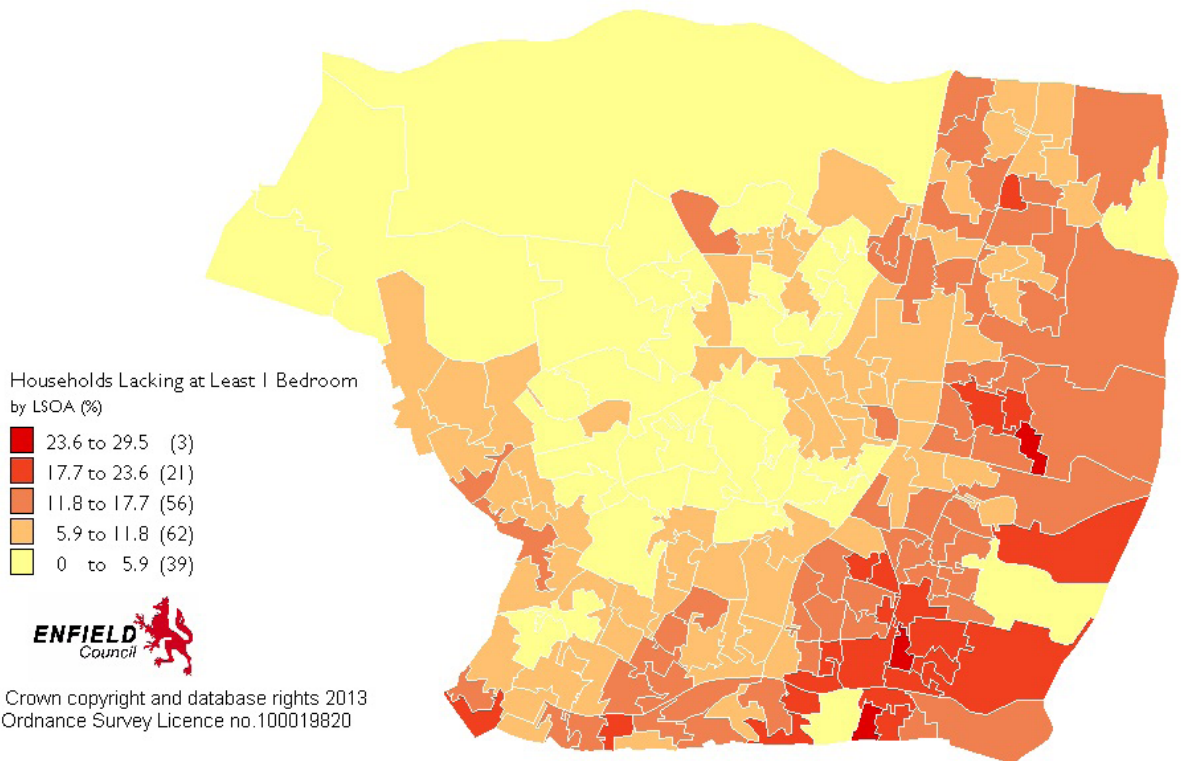 Households Lacking at Least 1 Bedroom
by LSOA (%)
23.6 to 29.5 (3)
17.7 to 23.6 (21)
11.8 to 17.7 (56)
5.9 to 11.8 (62)
0 to 5.9 (39)
ENFIELD
Council
Crown copyright and database rights 2013
Ordnance Survey Licence no.100019820